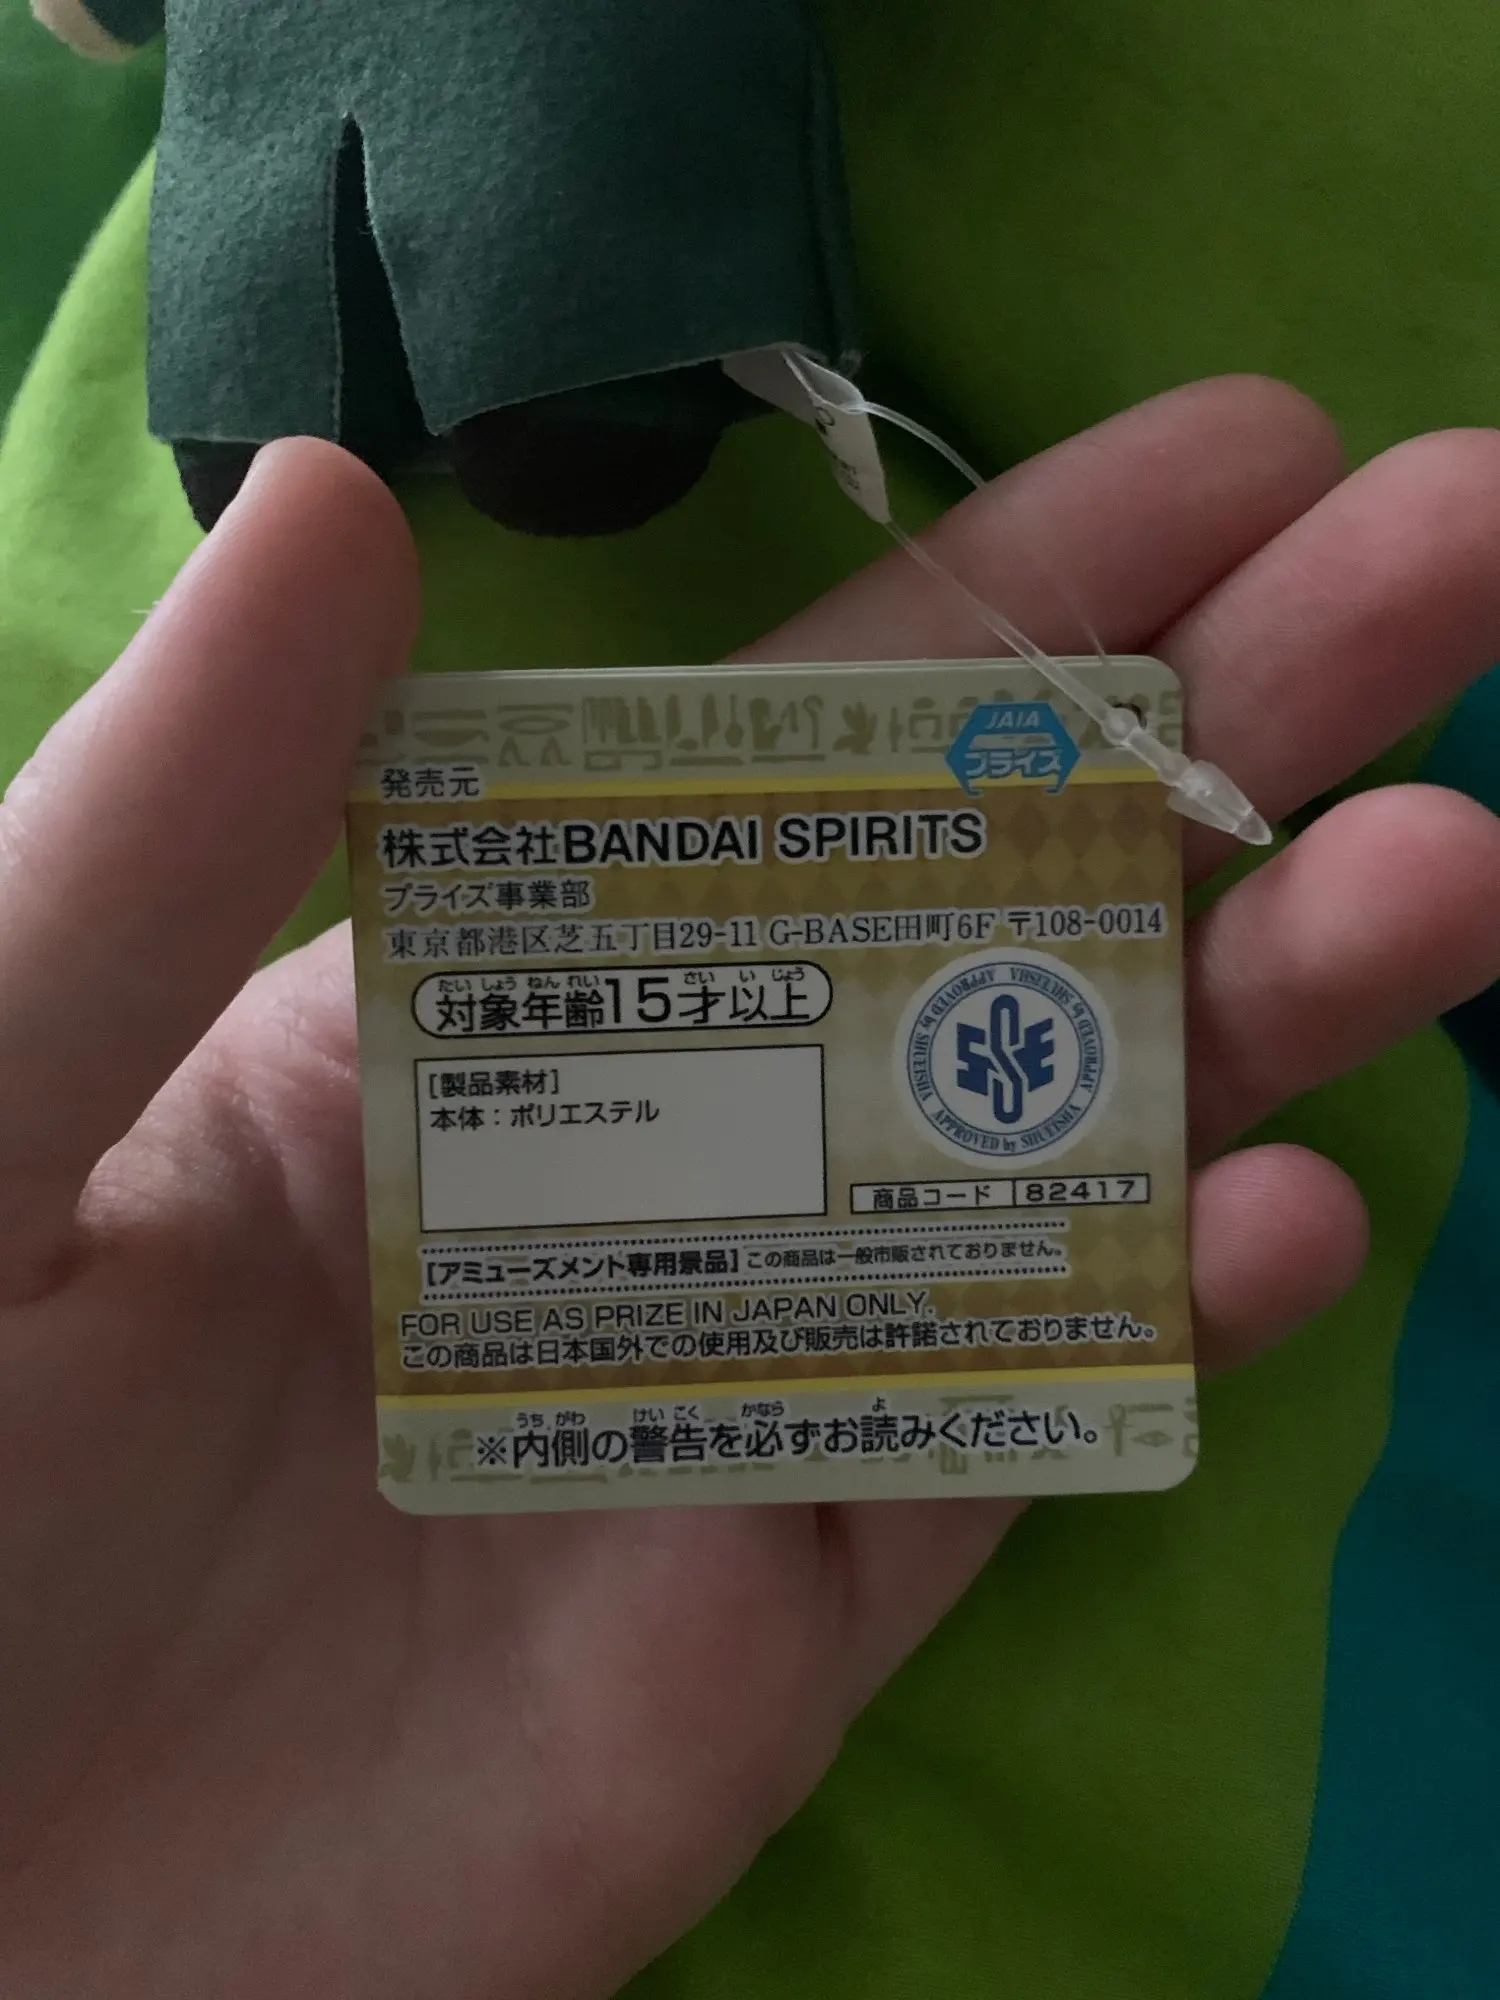 JAIA
プライズ
発売元
株式会社BANDAI SPIRITS
プライズ事業部
東京都港区芝五丁目29-11 G-BASE田町6F 〒108-0014
たいしょうねんれい さい いじょう
対象年齢15才以上
APPROVED by SHUEISHA APPROVED by SHUEISHA APPROVED by SHUEISHA
SSE
[製品素材]
本体:ポリエステル
商品コード 82417
[アミューズメント専用景品]この商品は一般市販されておりません。
FOR USE AS PRIZE IN JAPAN ONLY.
この商品は日本国外での使用及び販売は許諾されておりません。
うちがわ けいこく かなら よ
※内側の警告を必ずお読みください。